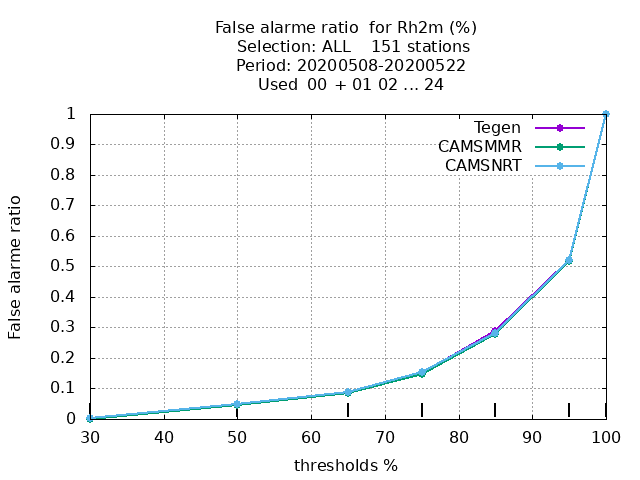 False alarme ratio  for Rh2m (%)
Selection: ALL    151 stations
Period: 20200508-20200522
Used  00 + 01 02 ... 24
Tegen
CAMSMMR
CAMSNRT
False alarme ratio
1
0.9
0.8
0.7
0.6
0.5
0.4
0.3
0.2
0.1
0
30 40 50 60 70 80 90 100
thresholds %